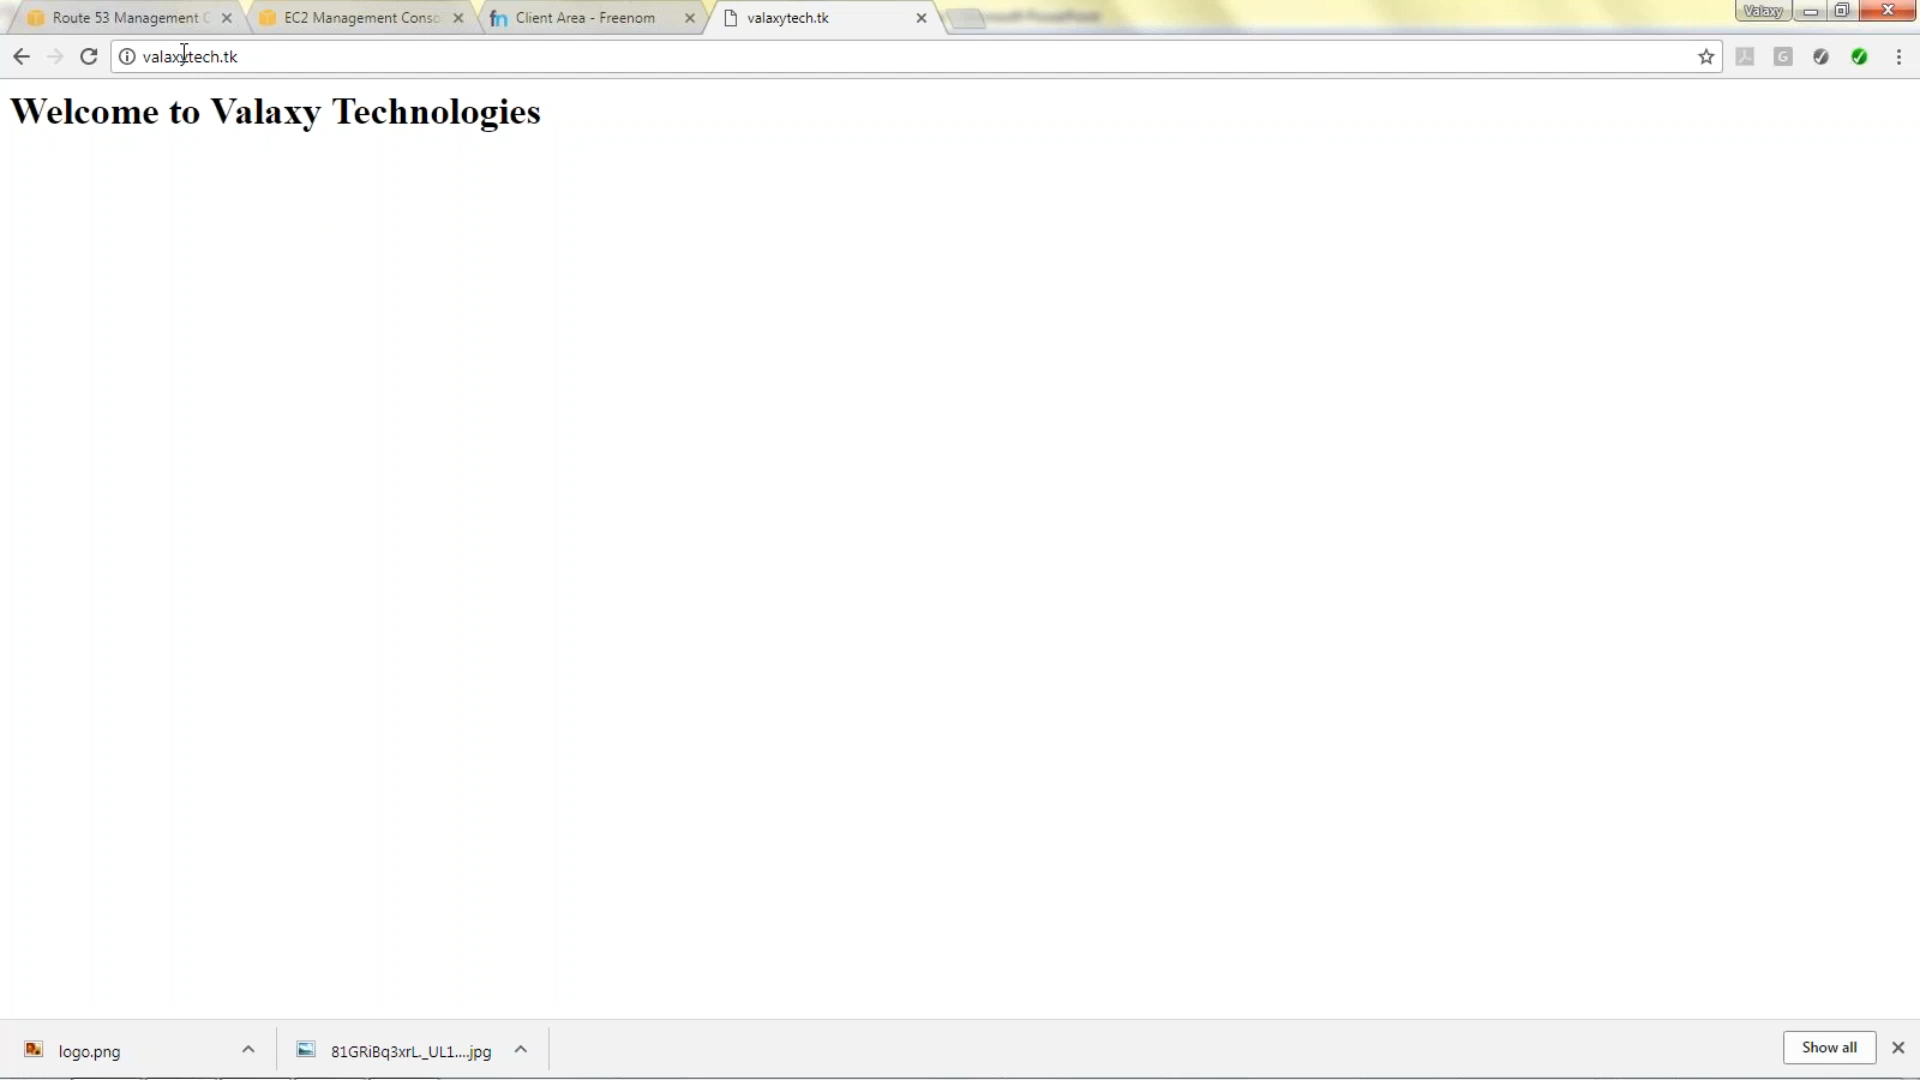 Route 53 Management C
EC2 Management Conso
fn Client Area - Freenom
valaxytech.tk
Valaxy
valaxytech.tk
G
Welcome to Valaxy Technologies
logo.png
81GRiBq3xrL._UL1....jpg
Show all